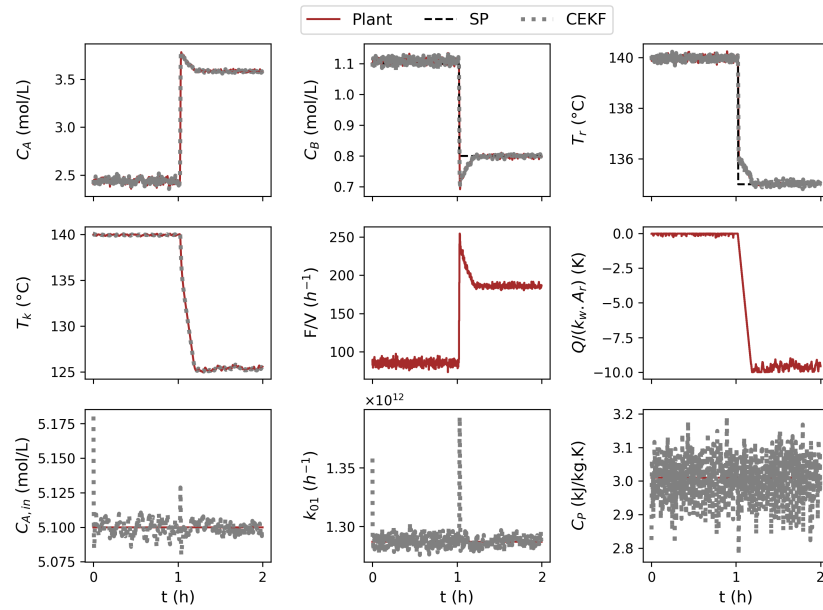 Plant SP CEKF
C_A (mol/L)
3.5
3.0
2.5
C_B (mol/L)
1.1
1.0
0.9
0.8
0.7
T_r (°C)
140
138
136
T_k (°C)
140
135
130
125
F/V (h^{-1})
250
200
150
100
Q/(k_w.A_r) (K)
0.0
−2.5
−5.0
−7.5
−10.0
C_{A,in} (mol/L)
5.175
5.150
5.125
5.100
5.075
0 1 2
t (h)
×10^{12}
k_{01} (h^{-1})
1.35
1.30
0 1 2
t (h)
C_P (kJ/kg.K)
3.2
3.1
3.0
2.9
2.8
0 1 2
t (h)